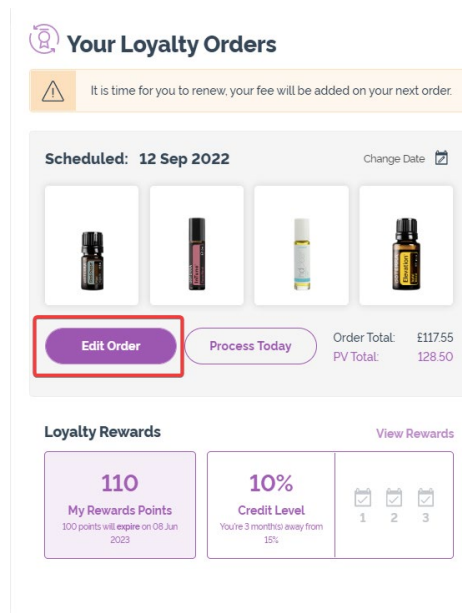 Your Loyalty Orders
It is time for you to renew, your fee will be added on your next order.
Scheduled: 12 Sep 2022
Change Date
Elevation
Edit Order
Process Today
Order Total: £117.55
PV Total: 128.50
Loyalty Rewards
View Rewards
110
My Rewards Points
100 points will expire on 08 Jun
2023
10%
Credit Level
You're 3 month(s) away from
15%
1 2 3